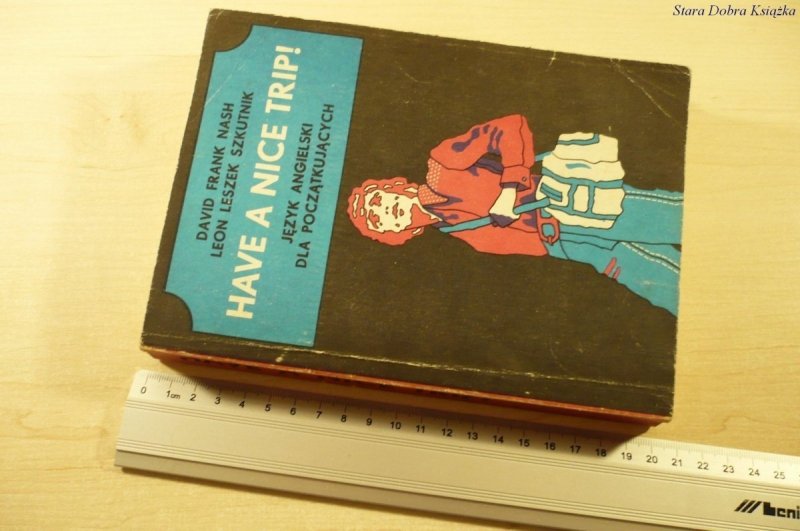 Stara Dobra Książka
DAVID FRANK NASH
LEON LESZEK SZKUTNIK
HAVE A NICE TRIP!
JĘZYK ANGIELSKI
DLA POCZĄTKUJĄCYCH
0 1cm 2 3 4 5 6 7 8 9 10 11 12 13 14 15 16 17 18 19 20 21 22 23 24 25